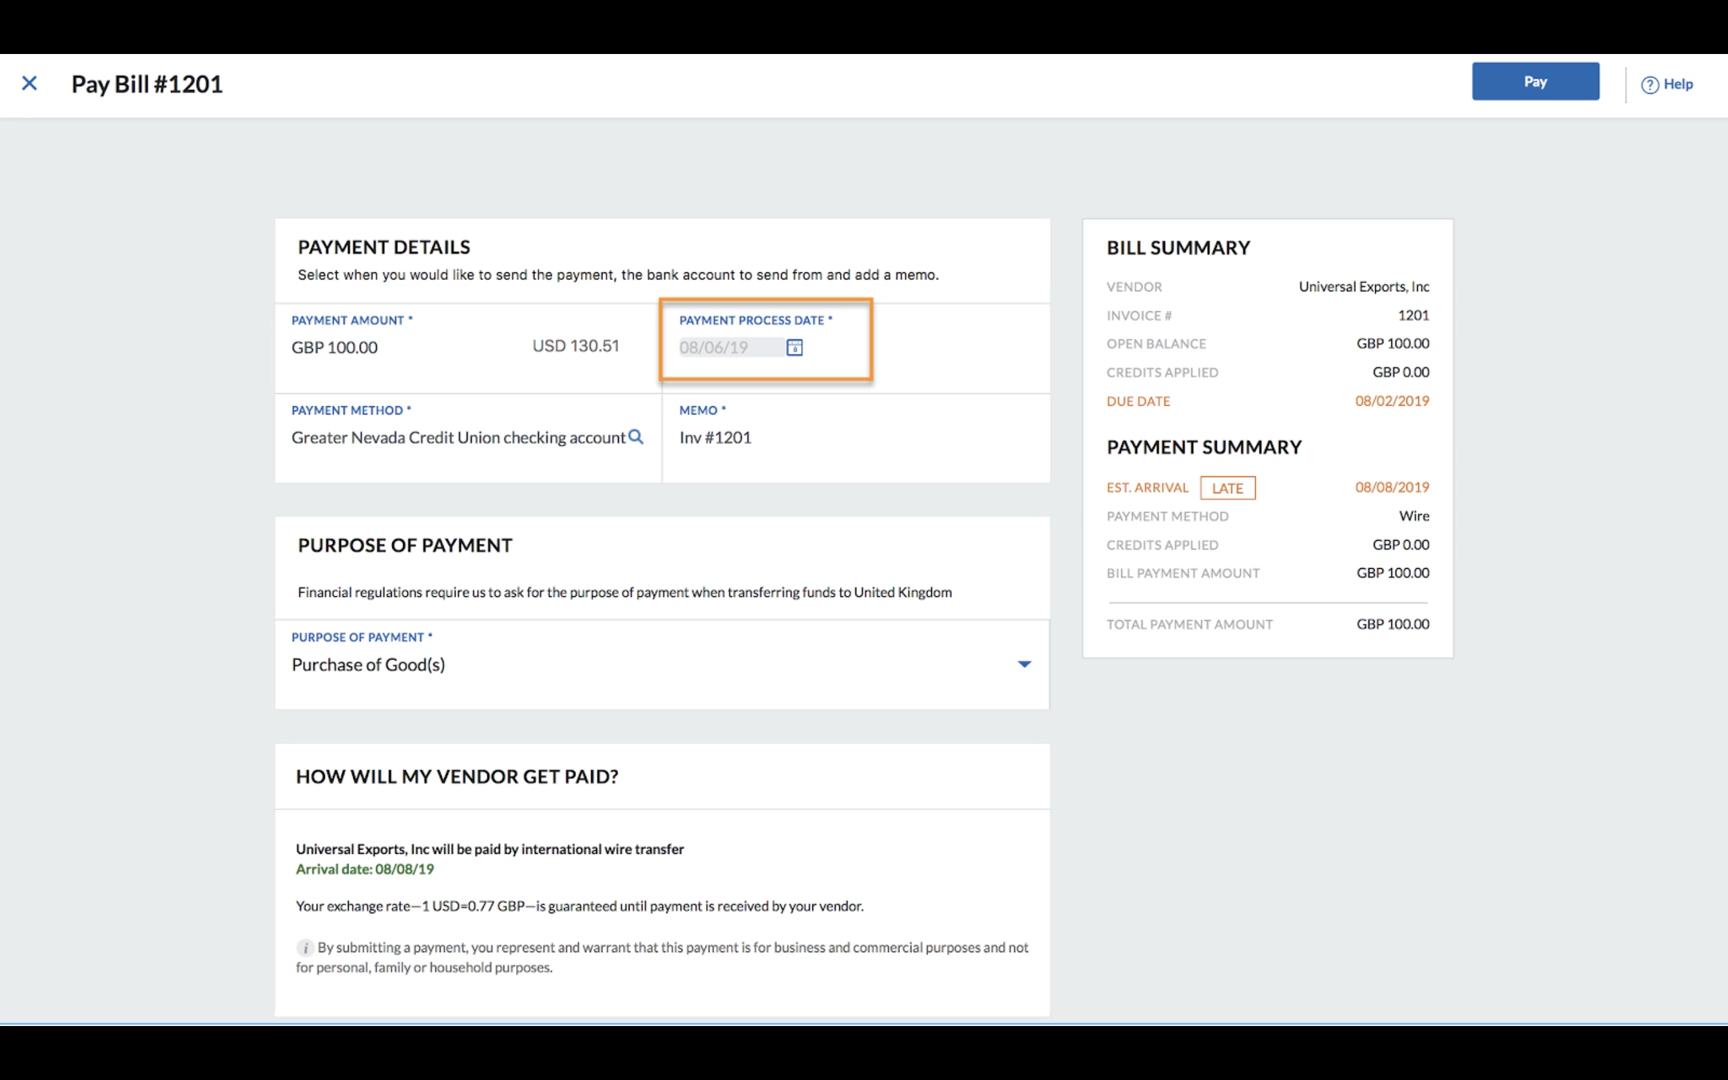 Pay Bill #1201
Pay
Help
PAYMENT DETAILS
Select when you would like to send the payment, the bank account to send from and add a memo.
PAYMENT AMOUNT *
GBP 100.00
USD 130.51
PAYMENT PROCESS DATE *
08/06/19
PAYMENT METHOD *
Greater Nevada Credit Union checking account
MEMO *
Inv #1201
PURPOSE OF PAYMENT
Financial regulations require us to ask for the purpose of payment when transferring funds to United Kingdom
PURPOSE OF PAYMENT *
Purchase of Good(s)
HOW WILL MY VENDOR GET PAID?
Universal Exports, Inc will be paid by international wire transfer
Arrival date: 08/08/19
Your exchange rate—1 USD=0.77 GBP—is guaranteed until payment is received by your vendor.
By submitting a payment, you represent and warrant that this payment is for business and commercial purposes and not
for personal, family or household purposes.
BILL SUMMARY
VENDOR Universal Exports, Inc
INVOICE # 1201
OPEN BALANCE GBP 100.00
CREDITS APPLIED GBP 0.00
DUE DATE 08/02/2019
PAYMENT SUMMARY
EST. ARRIVAL LATE 08/08/2019
PAYMENT METHOD Wire
CREDITS APPLIED GBP 0.00
BILL PAYMENT AMOUNT GBP 100.00
TOTAL PAYMENT AMOUNT GBP 100.00